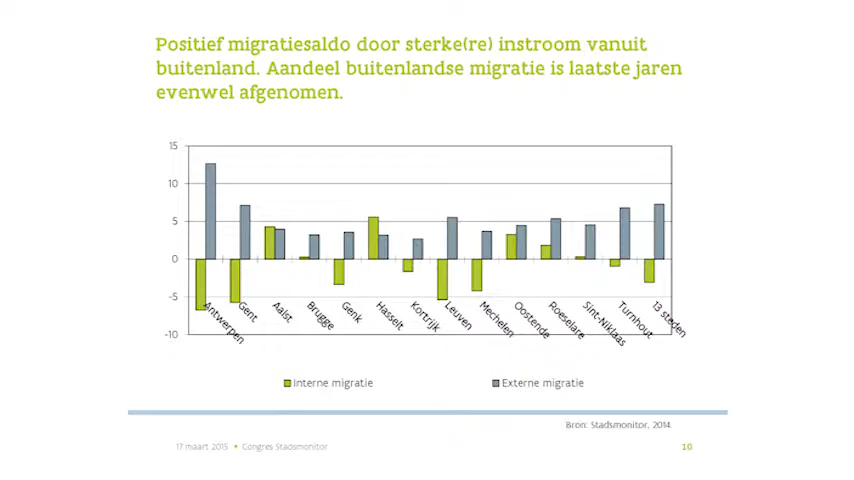 Positief migratiesaldo door sterke(re) instroom vanuit
buitenland. Aandeel buitenlandse migratie is laatste jaren
evenwel afgenomen.
15
10
5
0
-5
-10
Antwerpen
Gent
Aalst
Brugge
Genk
Hasselt
Kortrijk
Leuven
Mechelen
Oostende
Roeselare
Sint-Niklaas
Turnhout
13 steden
Interne migratie
Externe migratie
Bron: Stadsmonitor, 2014.
17 maart 2015 • Congres Stadsmonitor
10